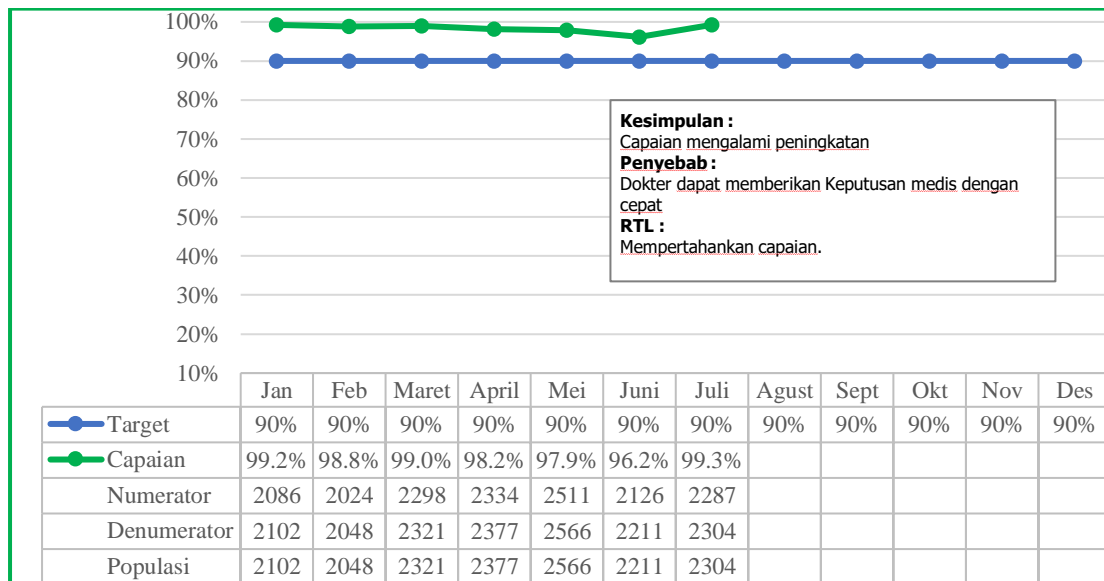 100%
90%
80%
70%
60%
50%
40%
30%
20%
10%
Kesimpulan :
Capaian mengalami peningkatan
Penyebab :
Dokter dapat memberikan Keputusan medis dengan
cepat
RTL :
Mempertahankan capaian.
Jan Feb Maret April Mei Juni Juli Agust Sept Okt Nov Des
Target 90% 90% 90% 90% 90% 90% 90% 90% 90% 90% 90% 90%
Capaian 99.2% 98.8% 99.0% 98.2% 97.9% 96.2% 99.3%
Numerator 2086 2024 2298 2334 2511 2126 2287
Denumerator 2102 2048 2321 2377 2566 2211 2304
Populasi 2102 2048 2321 2377 2566 2211 2304